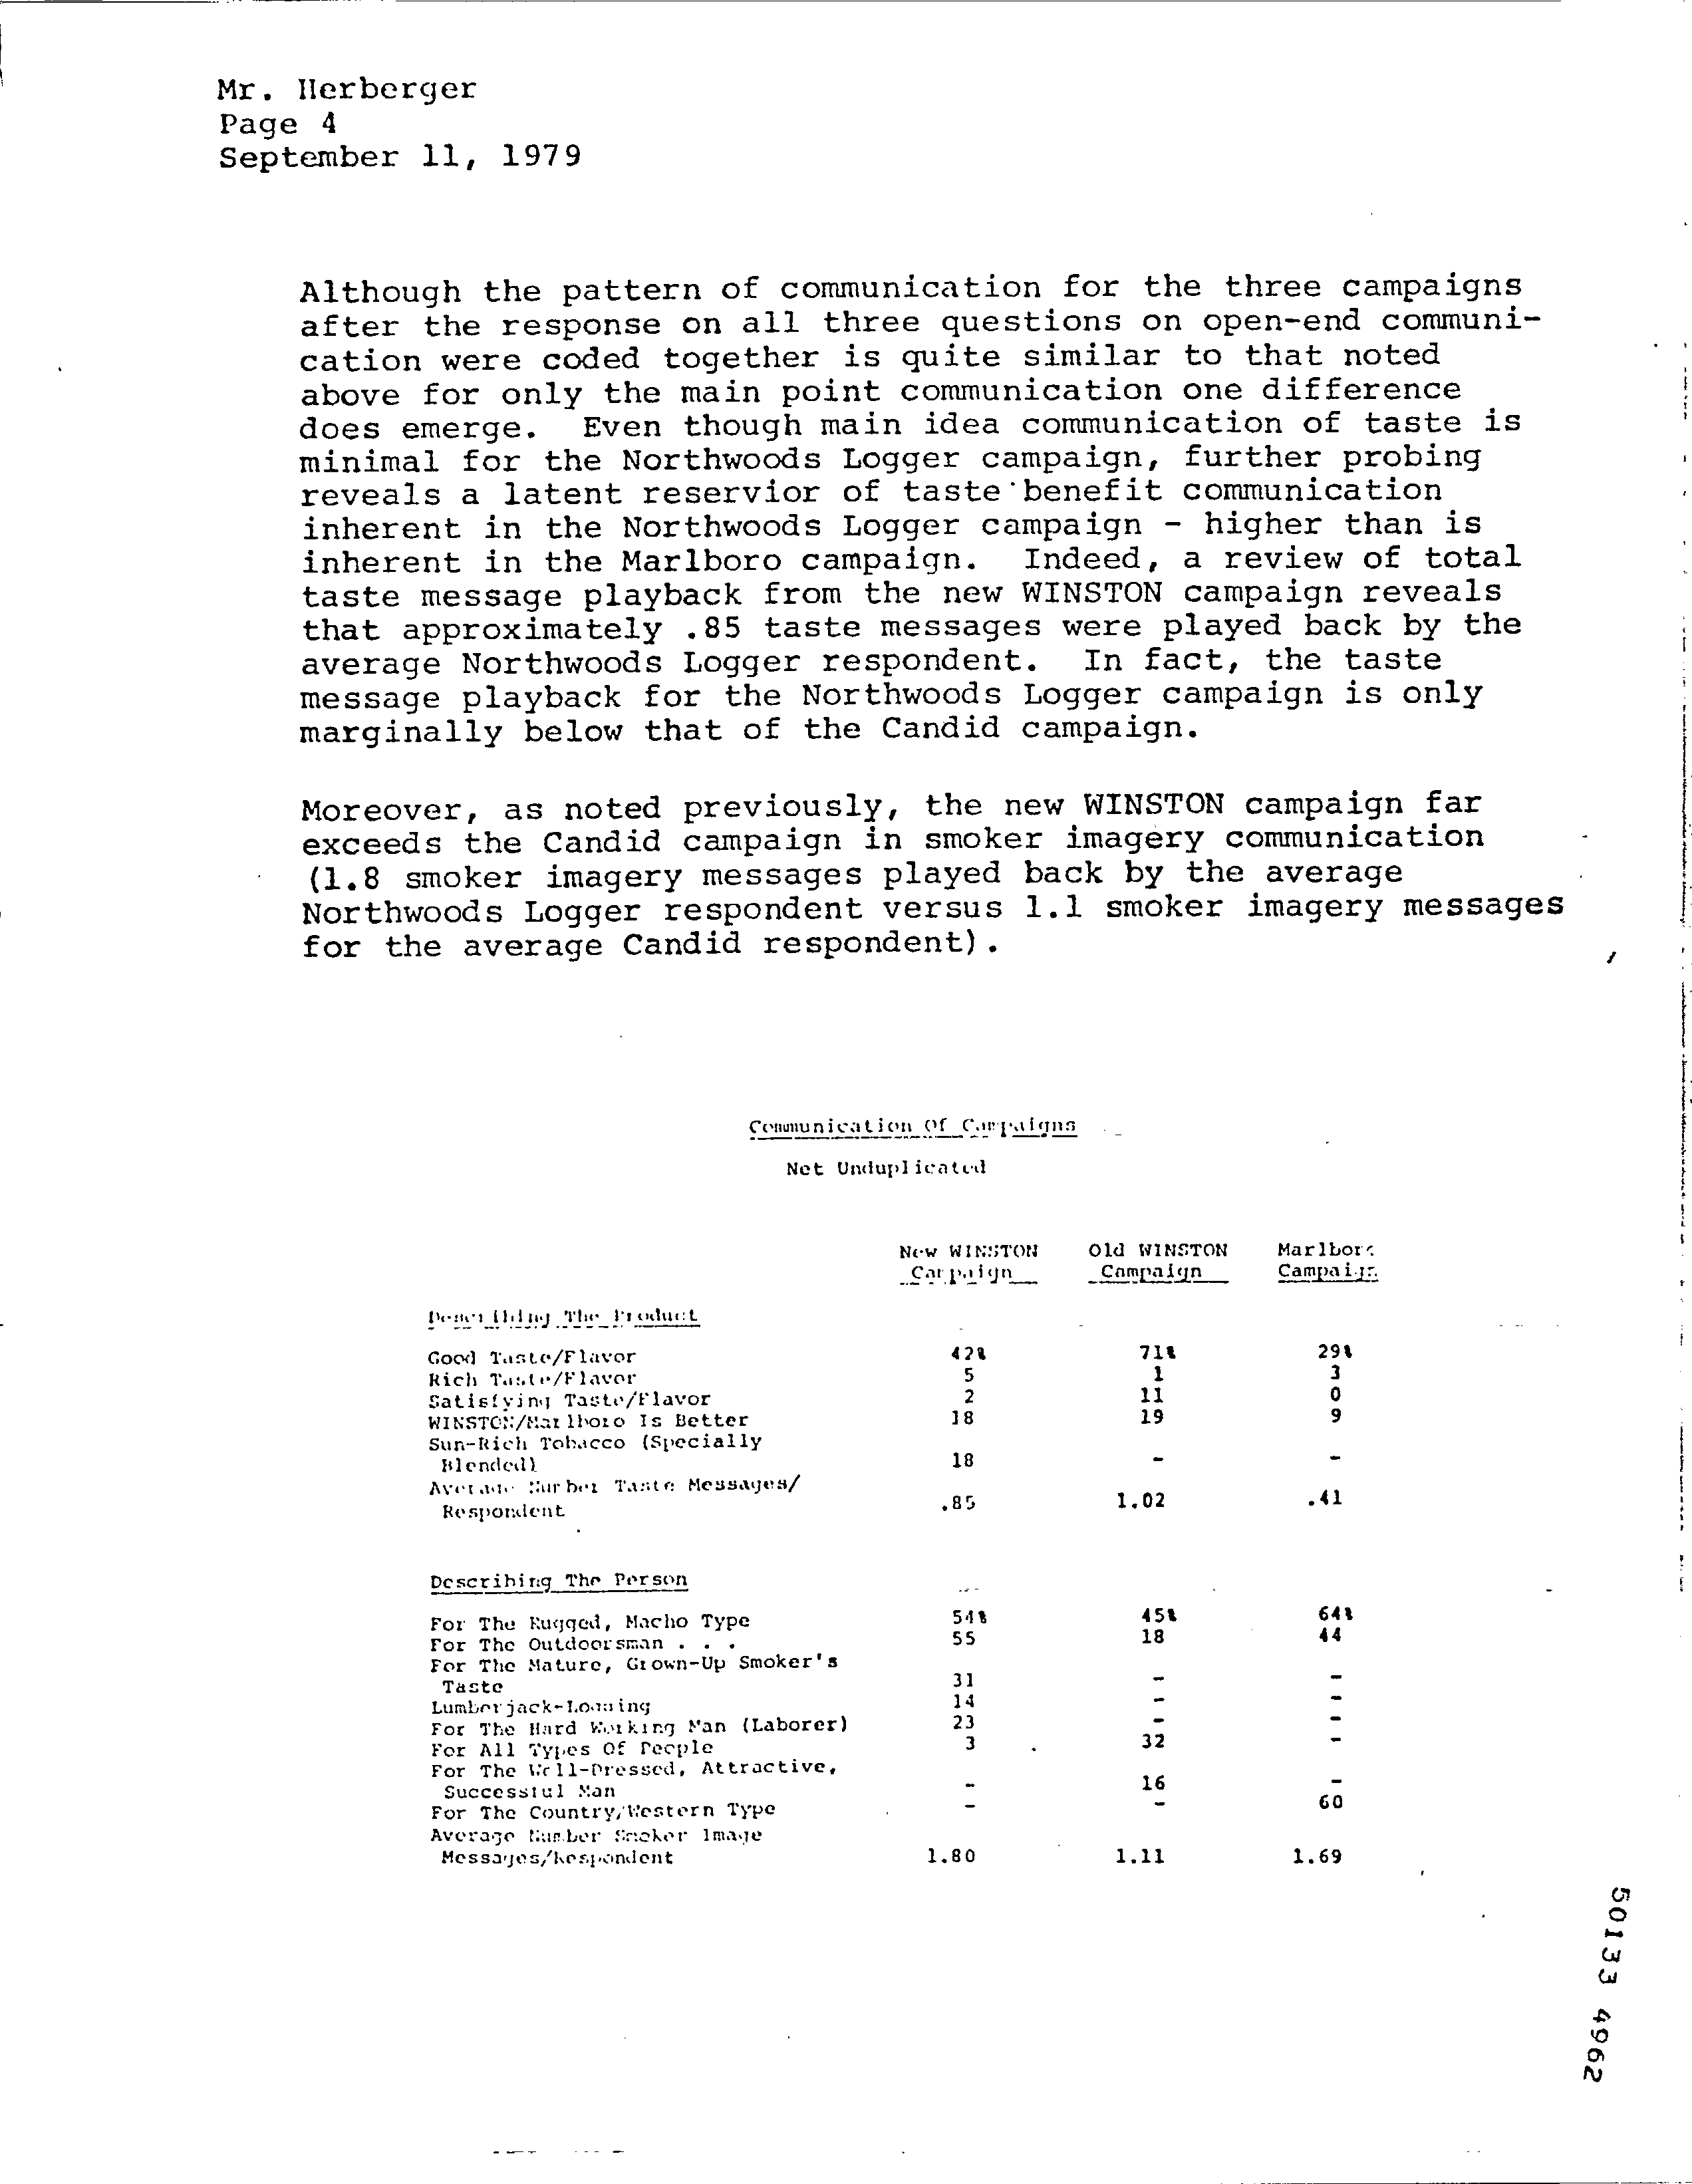 Mr. Herberger
Page 4
September 11, 1979
Although the pattern of communication for the three campaigns
after the response on all three questions on open-end communi-
cation were coded together is quite similar to that noted
above for only the main point communication one difference
does emerge. Even though main idea communication of taste is
minimal for the Northwoods Logger campaign, further probing
reveals a latent reservior of taste benefit communication
inherent in the Northwoods Logger campaign - higher than is
inherent in the Marlboro campaign. Indeed, a review of total
taste message playback from the new WINSTON campaign reveals
that approximately .85 taste messages were played back by the
average Northwoods Logger respondent. In fact, the taste
message playback for the Northwoods Logger campaign is only
marginally below that of the Candid campaign.
Moreover, as noted previously, the new WINSTON campaign far
exceeds the Candid campaign in smoker imagery communication
(1.8 smoker imagery messages played back by the average
Northwoods Logger respondent versus 1.1 smoker imagery messages
for the average Candid respondent).
Communication Of Campaigns
Net Unduplicated
New WINSTON Old WINSTON Marlboro
Campaign Campaign Campaign
Describing The Product
Good Taste/Flavor 42% 71% 29%
Rich Taste/Flavor 5 1 3
Satisfying Taste/Flavor 2 11 0
WINSTON/Marlboro Is Better 18 19 9
Sun-Rich Tobacco (Specially
Blended) 18 - -
Average Number Taste Messages/
Respondent .85 1.02 .41
Describing The Person
For The Rugged, Macho Type 54% 45% 64%
For The Outdoorsman . . . 55 18 44
For The Mature, Grown-Up Smoker's
Taste 31 - -
Lumberjack-Logging 14 - -
For The Hard Working Man (Laborer) 23 - -
For All Types Of People 3 32 -
For The Well-Dressed, Attractive,
Successful Man - 16 -
For The Country/Western Type - - 60
Average Number Smoker Image
Messages/Respondent 1.80 1.11 1.69
50133 4962